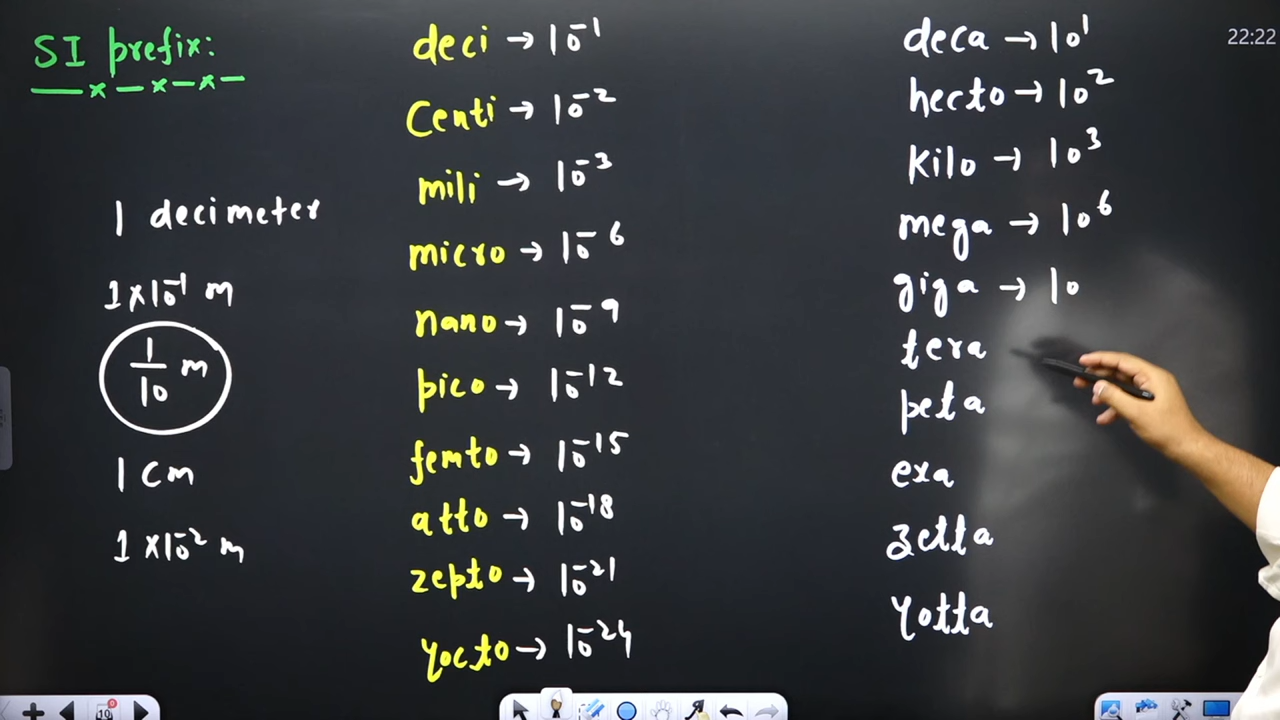 SI prefix:
1 decimeter
1×10⁻¹ m
1/10 m
1 cm
1×10⁻² m
deci → 10⁻¹
Centi → 10⁻²
mili → 10⁻³
micro → 10⁻⁶
nano → 10⁻⁹
pico → 10⁻¹²
femto → 10⁻¹⁵
atto → 10⁻¹⁸
zepto → 10⁻²¹
Yocto → 10⁻²⁴
deca → 10¹
hecto → 10²
Kilo → 10³
mega → 10⁶
giga → 10
tera
peta
exa
zetta
Yotta
22:22